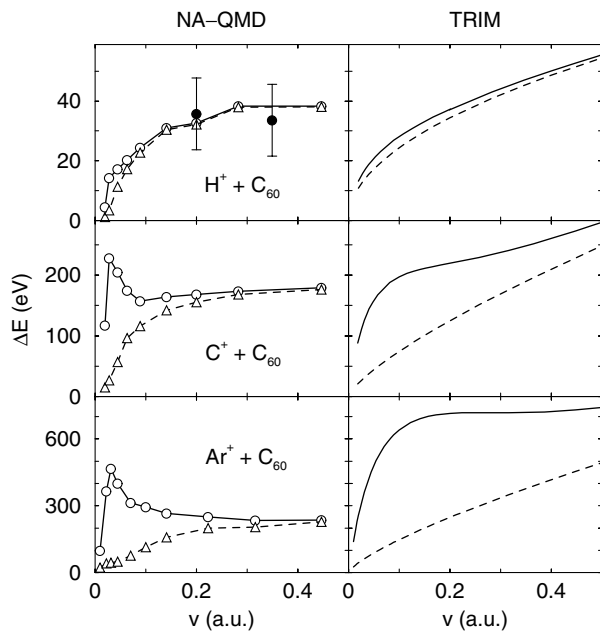 NA–QMD TRIM
40
20
0
H⁺ + C₆₀
200
100
0
ΔE (eV)
C⁺ + C₆₀
600
300
0
Ar⁺ + C₆₀
0 0.2 0.4 0 0.2 0.4
v (a.u.) v (a.u.)